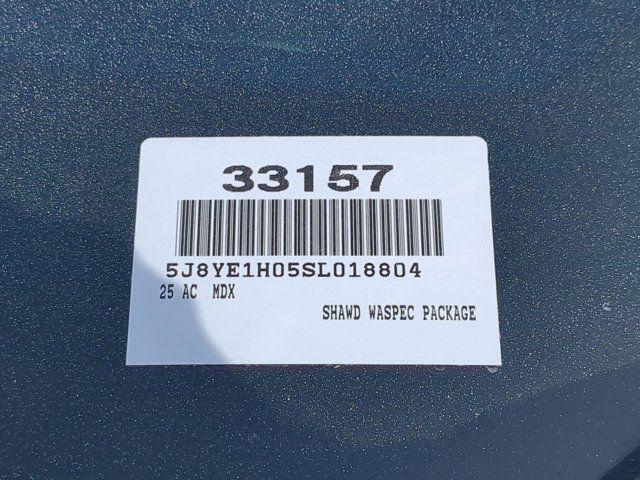 33157
5J8YE1H05SL018804
25 AC MDX
SHAWD WASPEC PACKAGE